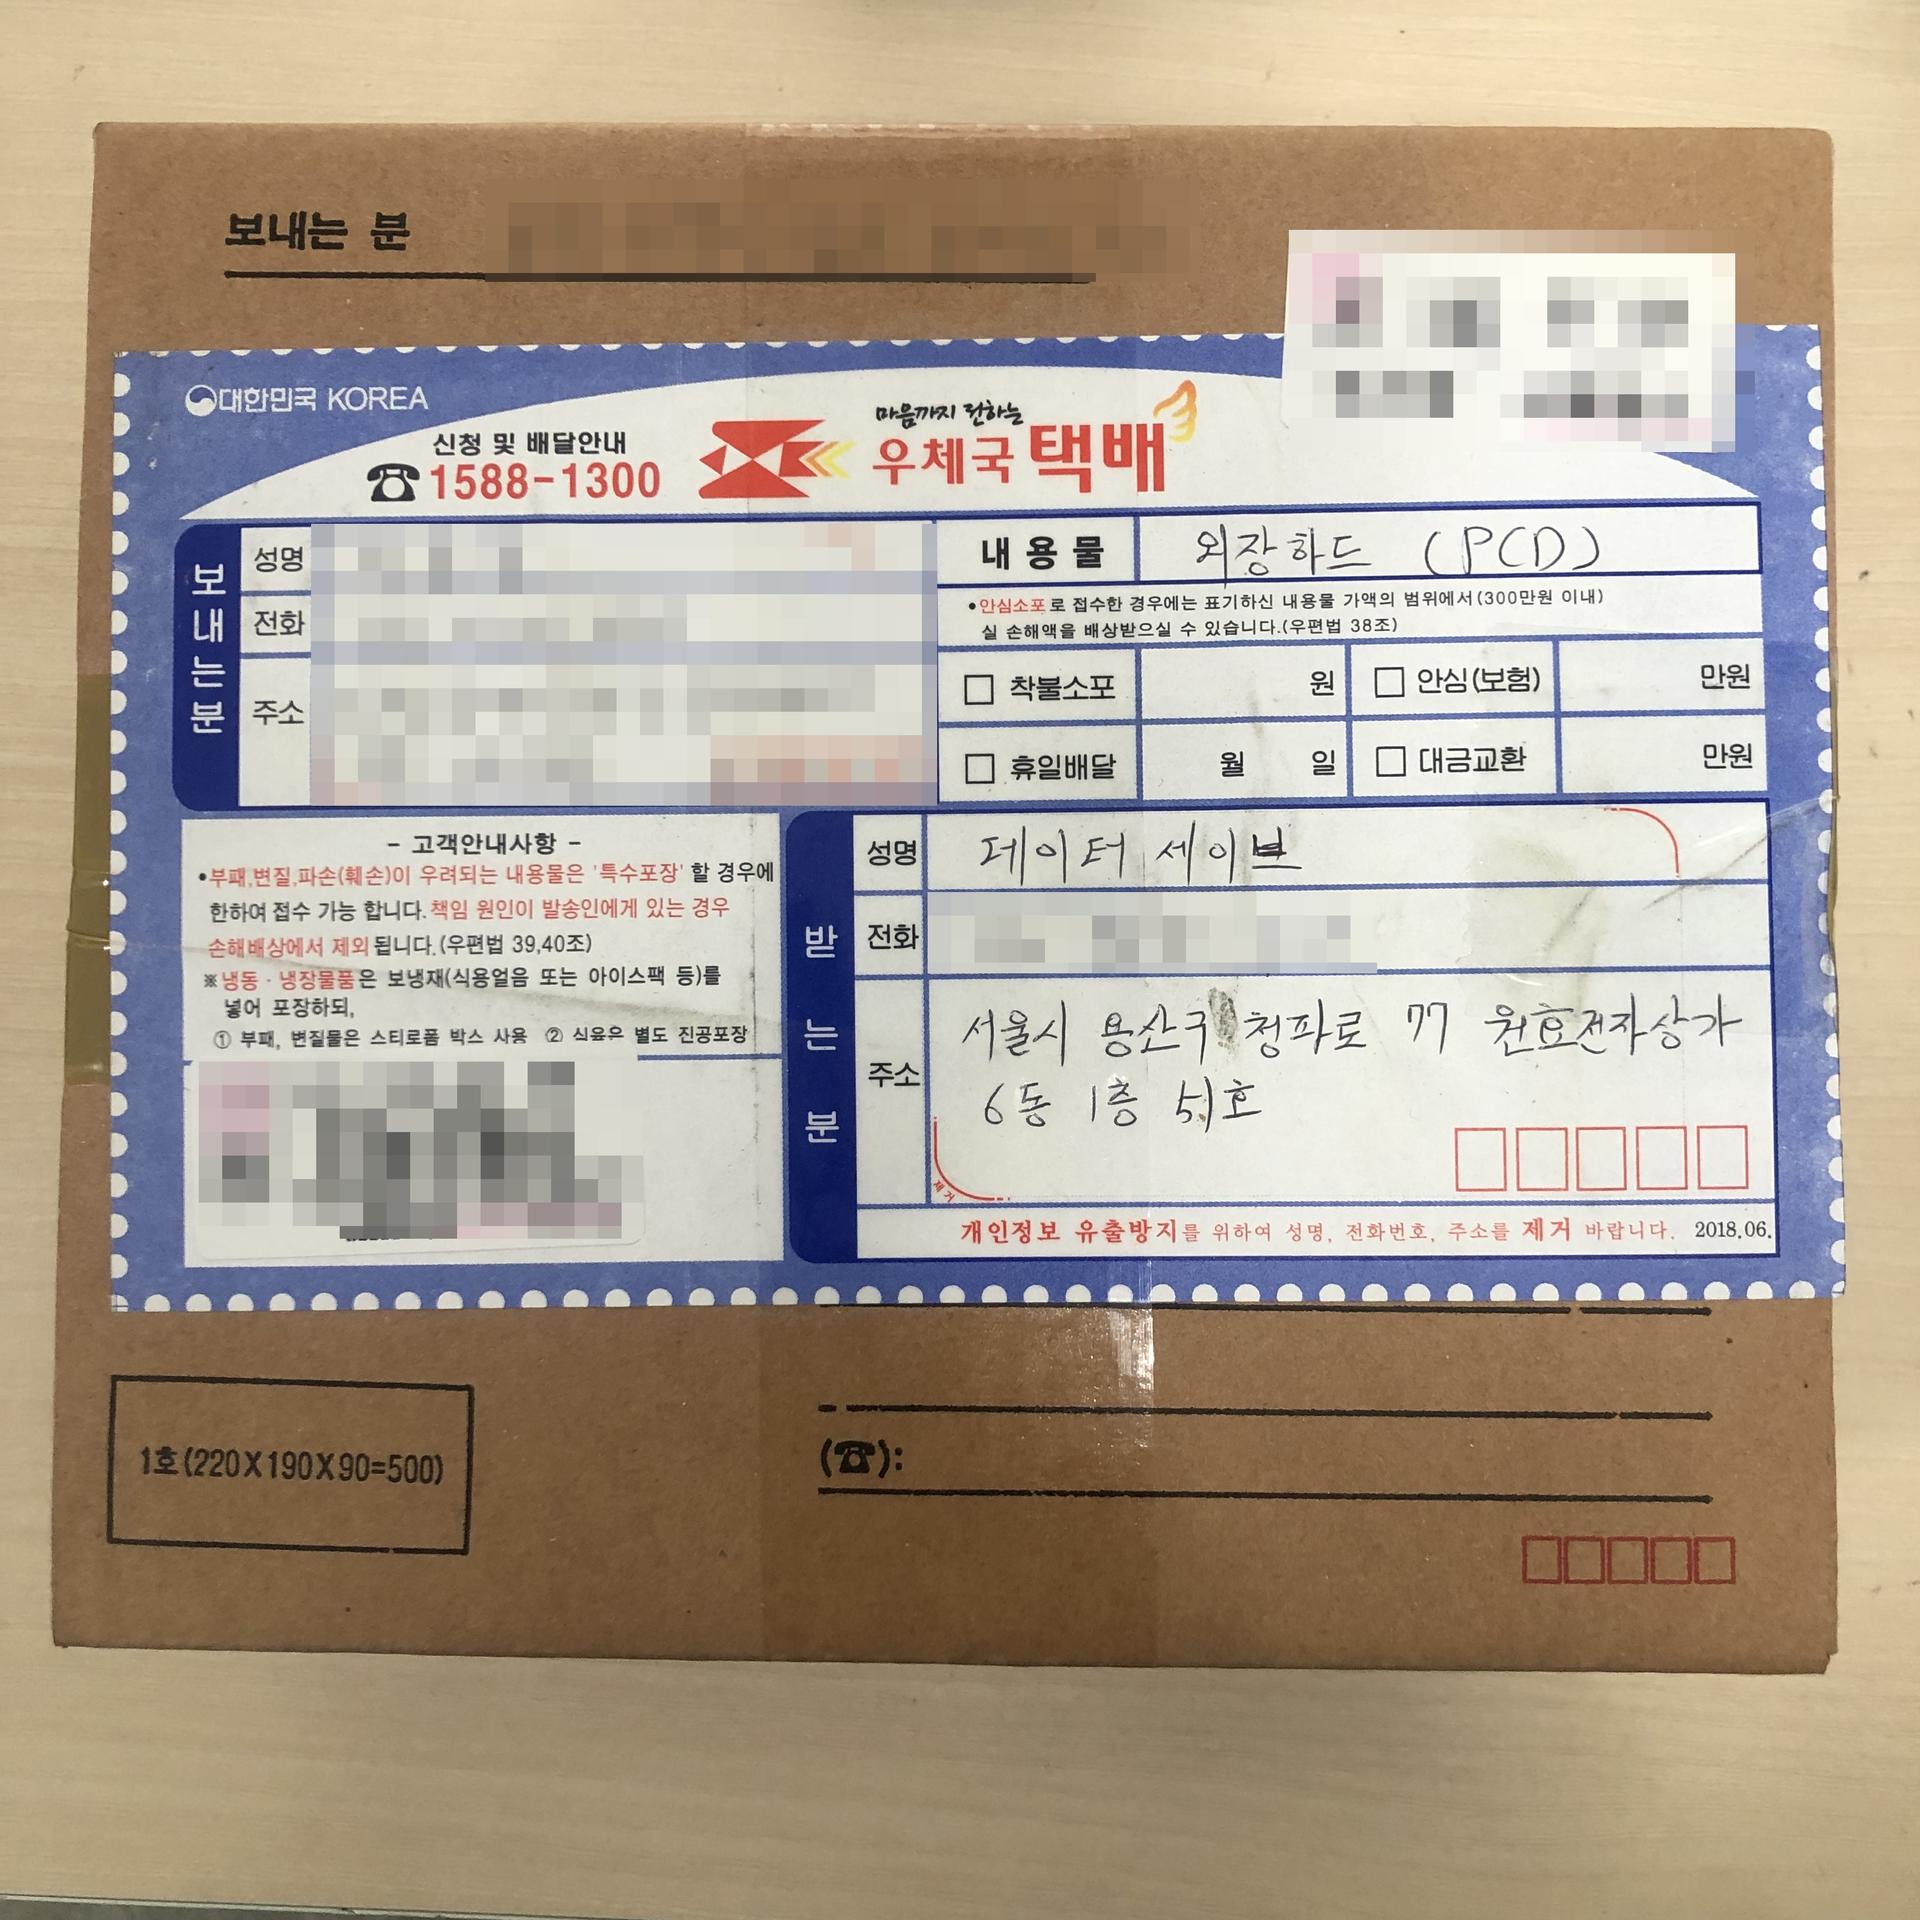 보내는 분
대한민국 KOREA
신청 및 배달안내
☎1588-1300
마음까지 전하는
우체국 택배
보내는분
성명
전화
주소
내용물 외장하드 (PCD)
•안심소포로 접수한 경우에는 표기하신 내용물 가액의 범위에서(300만원 이내)
실 손해액을 배상받으실 수 있습니다.(우편법 38조)
□ 착불소포 원 □ 안심(보험) 만원
□ 휴일배달 월 일 □ 대금교환 만원
- 고객안내사항 -
•부패,변질,파손(훼손)이 우려되는 내용물은 '특수포장' 할 경우에
한하여 접수 가능 합니다. 책임 원인이 발송인에게 있는 경우
손해배상에서 제외 됩니다.(우편법 39,40조)
※냉동·냉장물품은 보냉재(식용얼음 또는 아이스팩 등)를
넣어 포장하되,
① 부패, 변질물은 스티로폼 박스 사용 ② 식육은 별도 진공포장
받는분
성명 데이터 세이브
전화
주소 서울시 용산구 청파로 77 원효전자상가
6동 1층 51호
제거
개인정보 유출방지를 위하여 성명, 전화번호, 주소를 제거 바랍니다. 2018.06.
1호(220X190X90=500)
(☎):